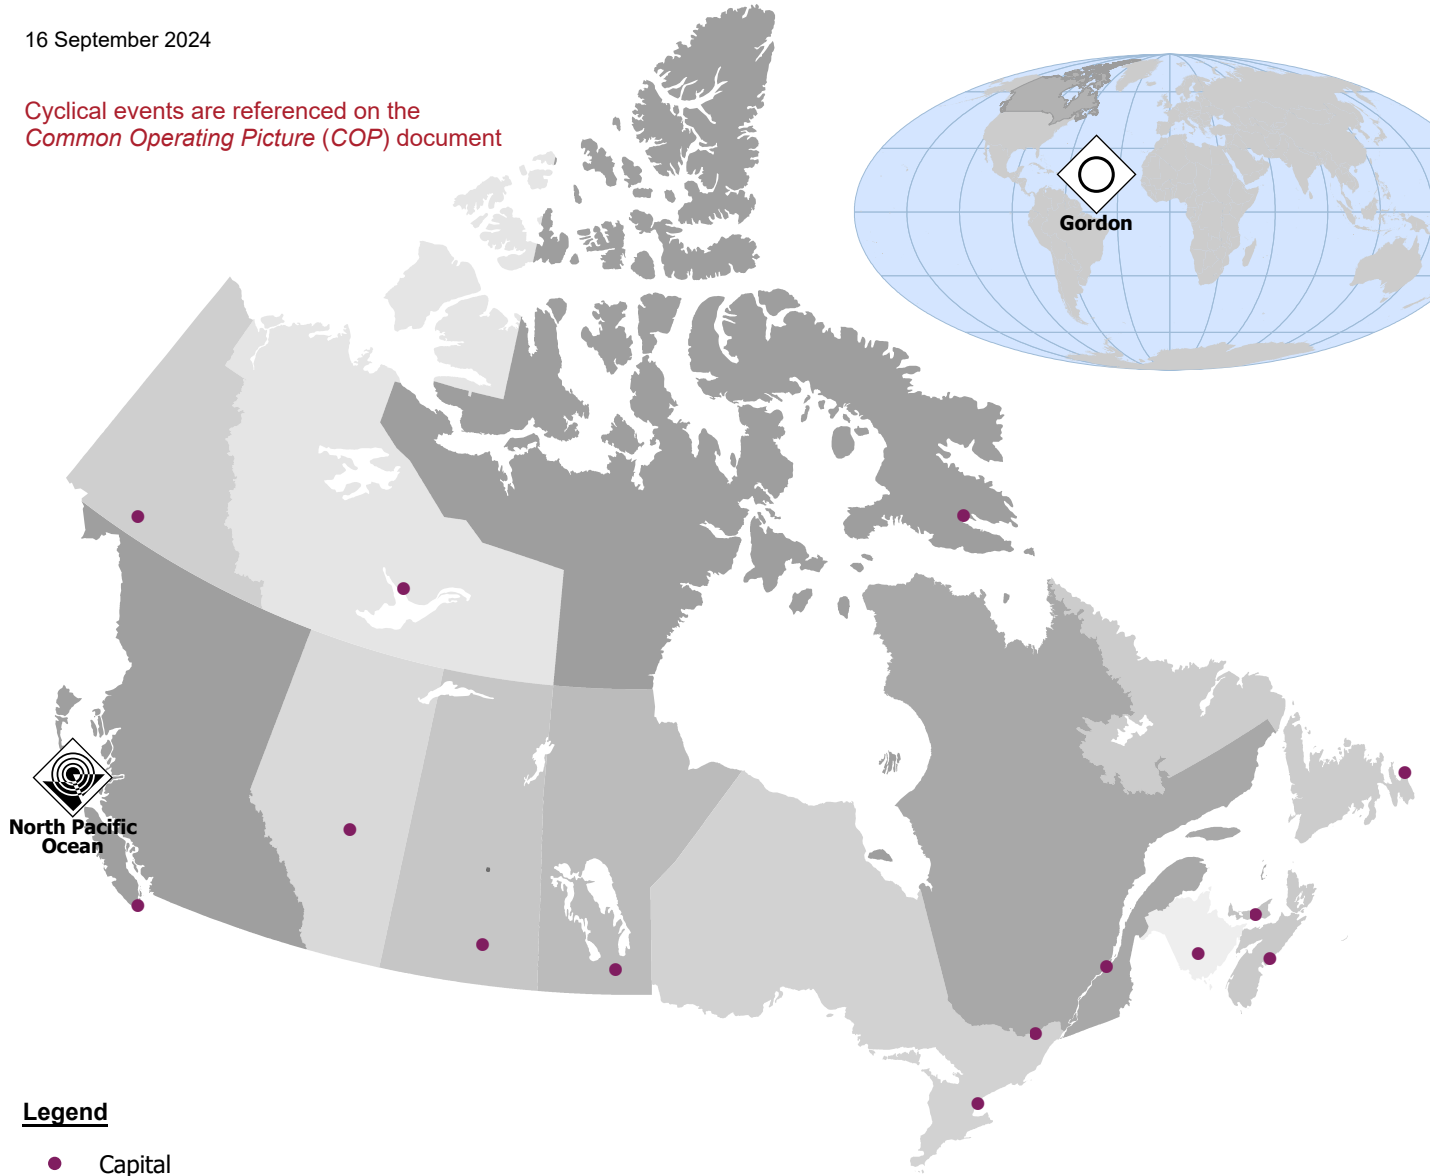 16 September 2024
Cyclical events are referenced on the
Common Operating Picture (COP) document
Gordon
North Pacific
Ocean
Legend
Capital